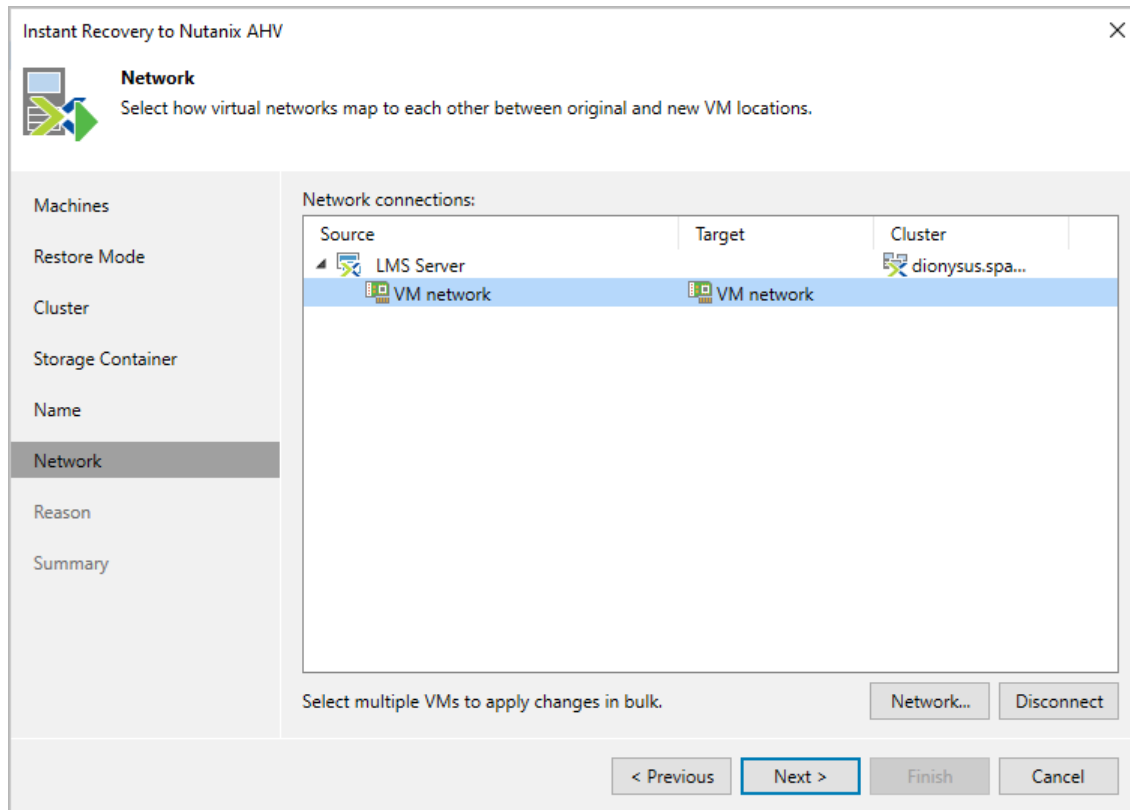 Instant Recovery to Nutanix AHV
Network
Select how virtual networks map to each other between original and new VM locations.
Machines
Restore Mode
Cluster
Storage Container
Name
Network
Reason
Summary
Network connections:
Source Target Cluster
LMS Server dionysus.spa...
VM network VM network
Select multiple VMs to apply changes in bulk.
Network... Disconnect
< Previous Next > Finish Cancel